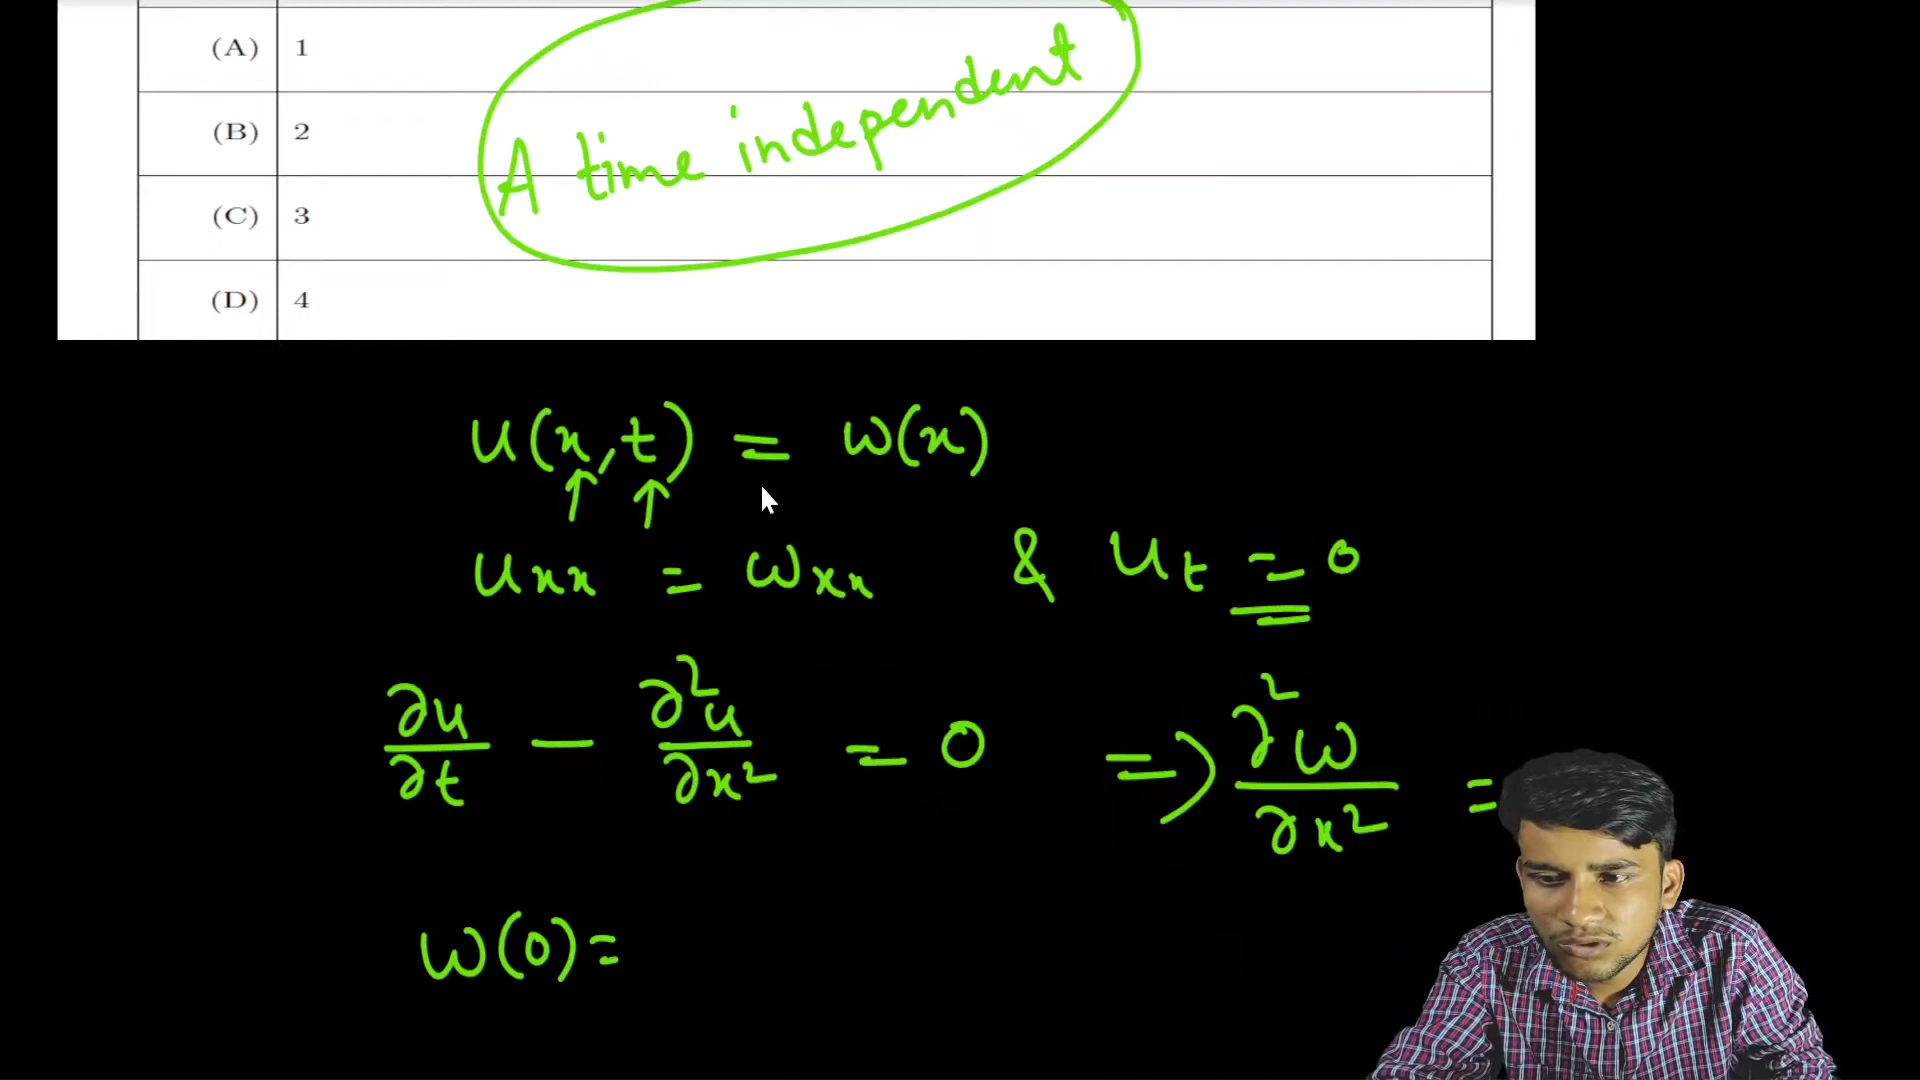 (A) 1
(B) 2
(C) 3
(D) 4
A time independent
u(x,t) = w(x)
↑ ↑
uxx = wxx & ut = 0
∂u/∂t - ∂²u/∂x² = 0 => ∂²w/∂x² =
w(0)=